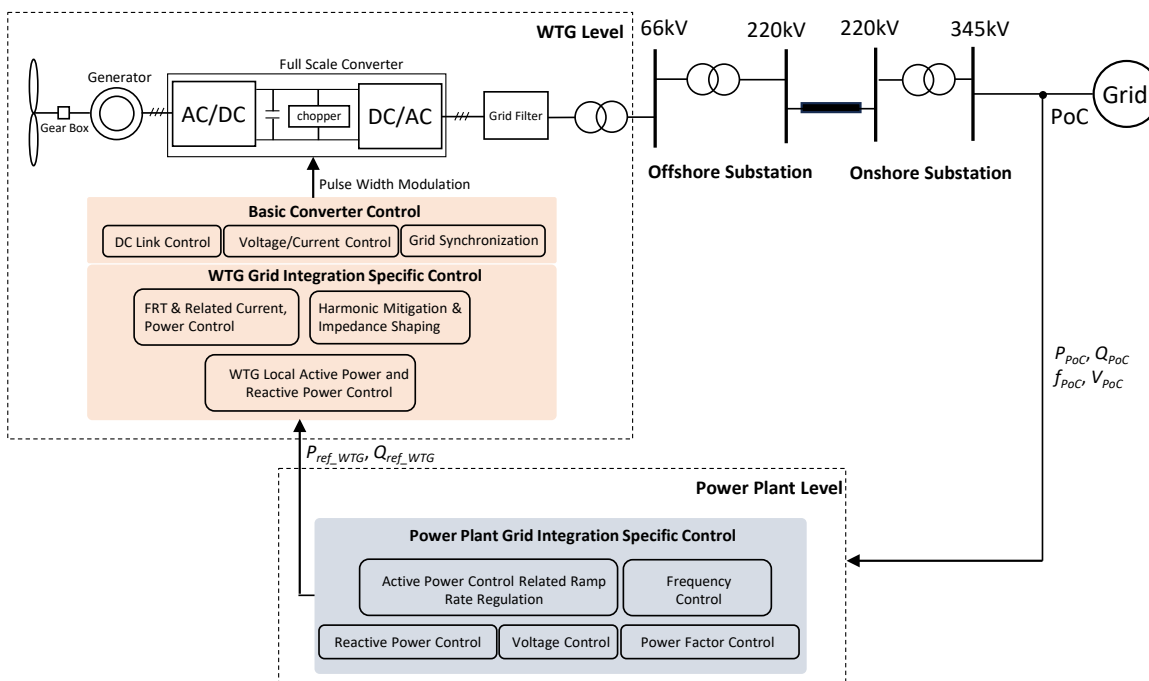 WTG Level
66kV
220kV
220kV
345kV
Generator
Full Scale Converter
Gear Box
AC/DC
chopper
DC/AC
Grid Filter
PoC
Grid
Offshore Substation
Onshore Substation
Pulse Width Modulation
Basic Converter Control
DC Link Control
Voltage/Current Control
Grid Synchronization
WTG Grid Integration Specific Control
FRT & Related Current,
Power Control
Harmonic Mitigation &
Impedance Shaping
WTG Local Active Power and
Reactive Power Control
P_PoC, Q_PoC
f_PoC, V_PoC
P_ref_WTG, Q_ref_WTG
Power Plant Level
Power Plant Grid Integration Specific Control
Active Power Control Related Ramp
Rate Regulation
Frequency
Control
Reactive Power Control
Voltage Control
Power Factor Control